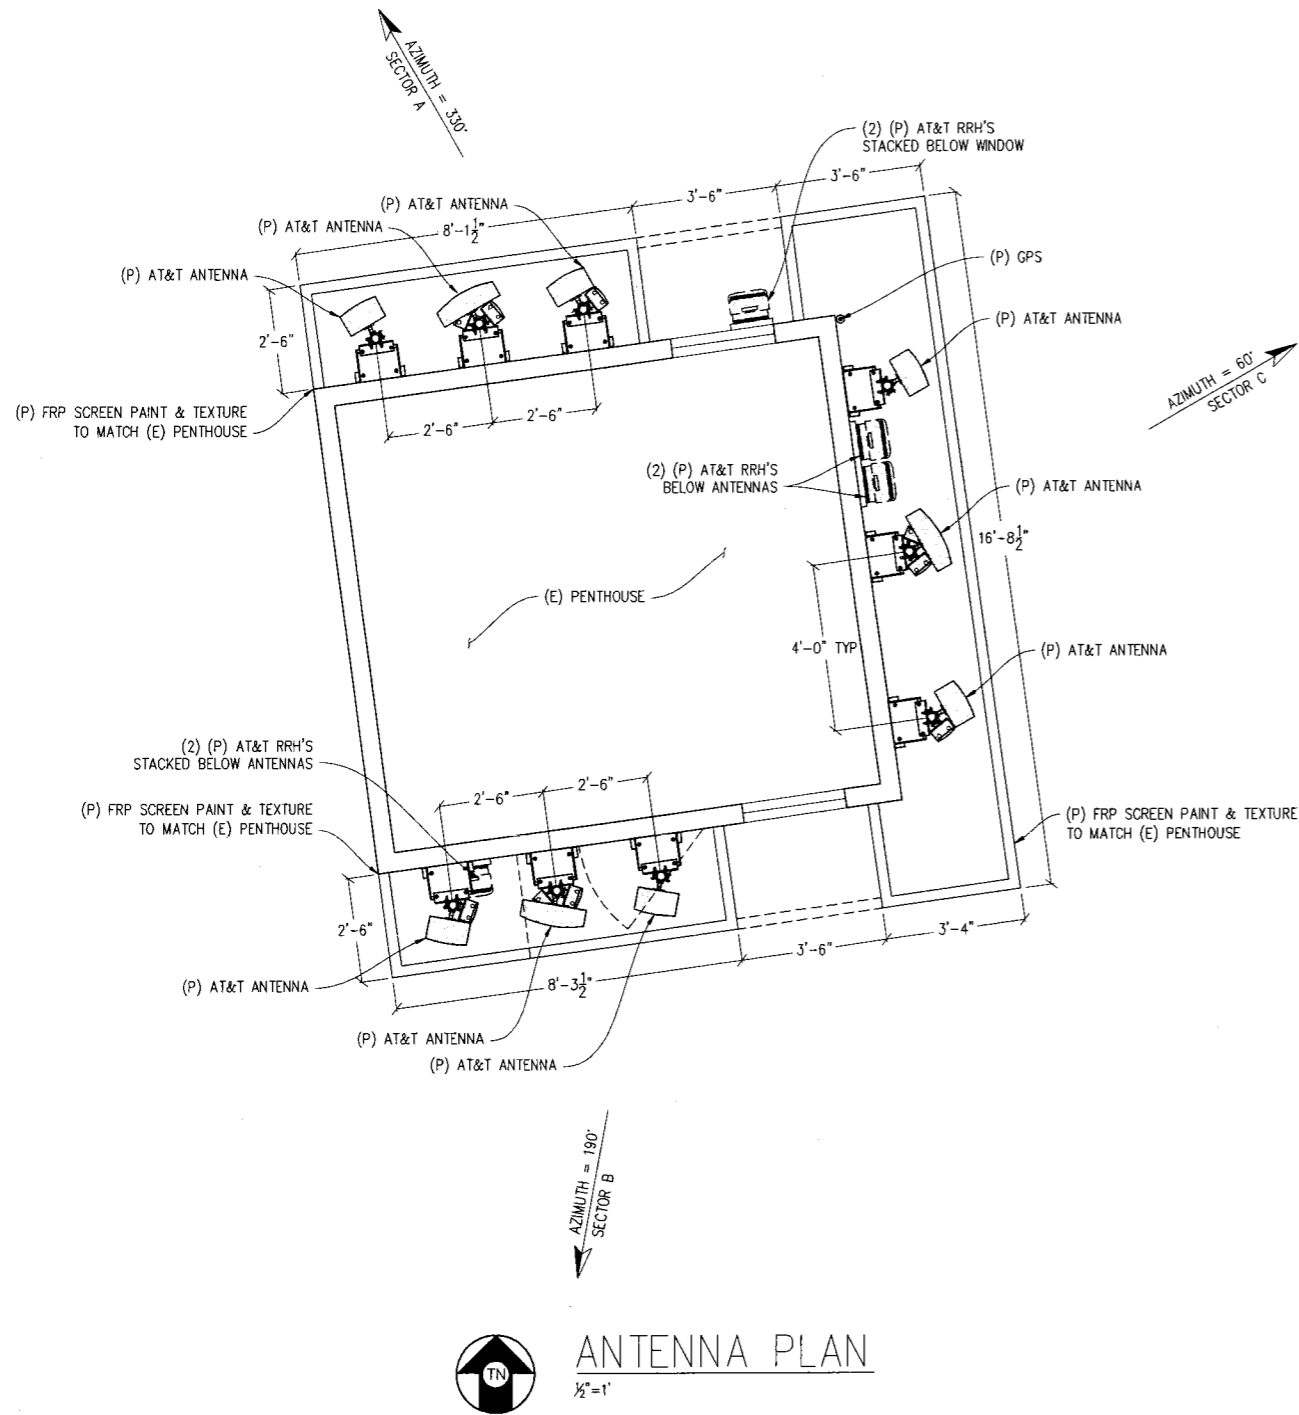 AZIMUTH = 330°
SECTOR A
(2) (P) AT&T RRH'S
STACKED BELOW WINDOW
3'-6"
3'-6"
(P) AT&T ANTENNA
(P) AT&T ANTENNA
8'-1½"
(P) AT&T ANTENNA
(P) GPS
(P) AT&T ANTENNA
2'-6"
AZIMUTH = 60°
SECTOR C
(P) FRP SCREEN PAINT & TEXTURE
TO MATCH (E) PENTHOUSE
2'-6"
2'-6"
(2) (P) AT&T RRH'S
BELOW ANTENNAS
(P) AT&T ANTENNA
16'-8½"
(E) PENTHOUSE
4'-0" TYP
(P) AT&T ANTENNA
(2) (P) AT&T RRH'S
STACKED BELOW ANTENNAS
2'-6"
2'-6"
(P) FRP SCREEN PAINT & TEXTURE
TO MATCH (E) PENTHOUSE
(P) FRP SCREEN PAINT & TEXTURE
TO MATCH (E) PENTHOUSE
2'-6"
3'-6"
3'-4"
(P) AT&T ANTENNA
8'-3½"
(P) AT&T ANTENNA
(P) AT&T ANTENNA
AZIMUTH = 190°
SECTOR B
TN
ANTENNA PLAN
½"=1'